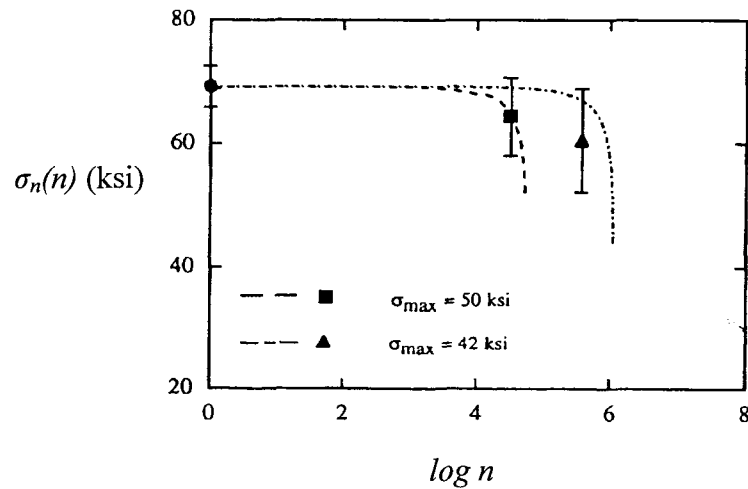 80
60
σn(n) (ksi)
40
σmax = 50 ksi
σmax = 42 ksi
20
0 2 4 6 8
log n